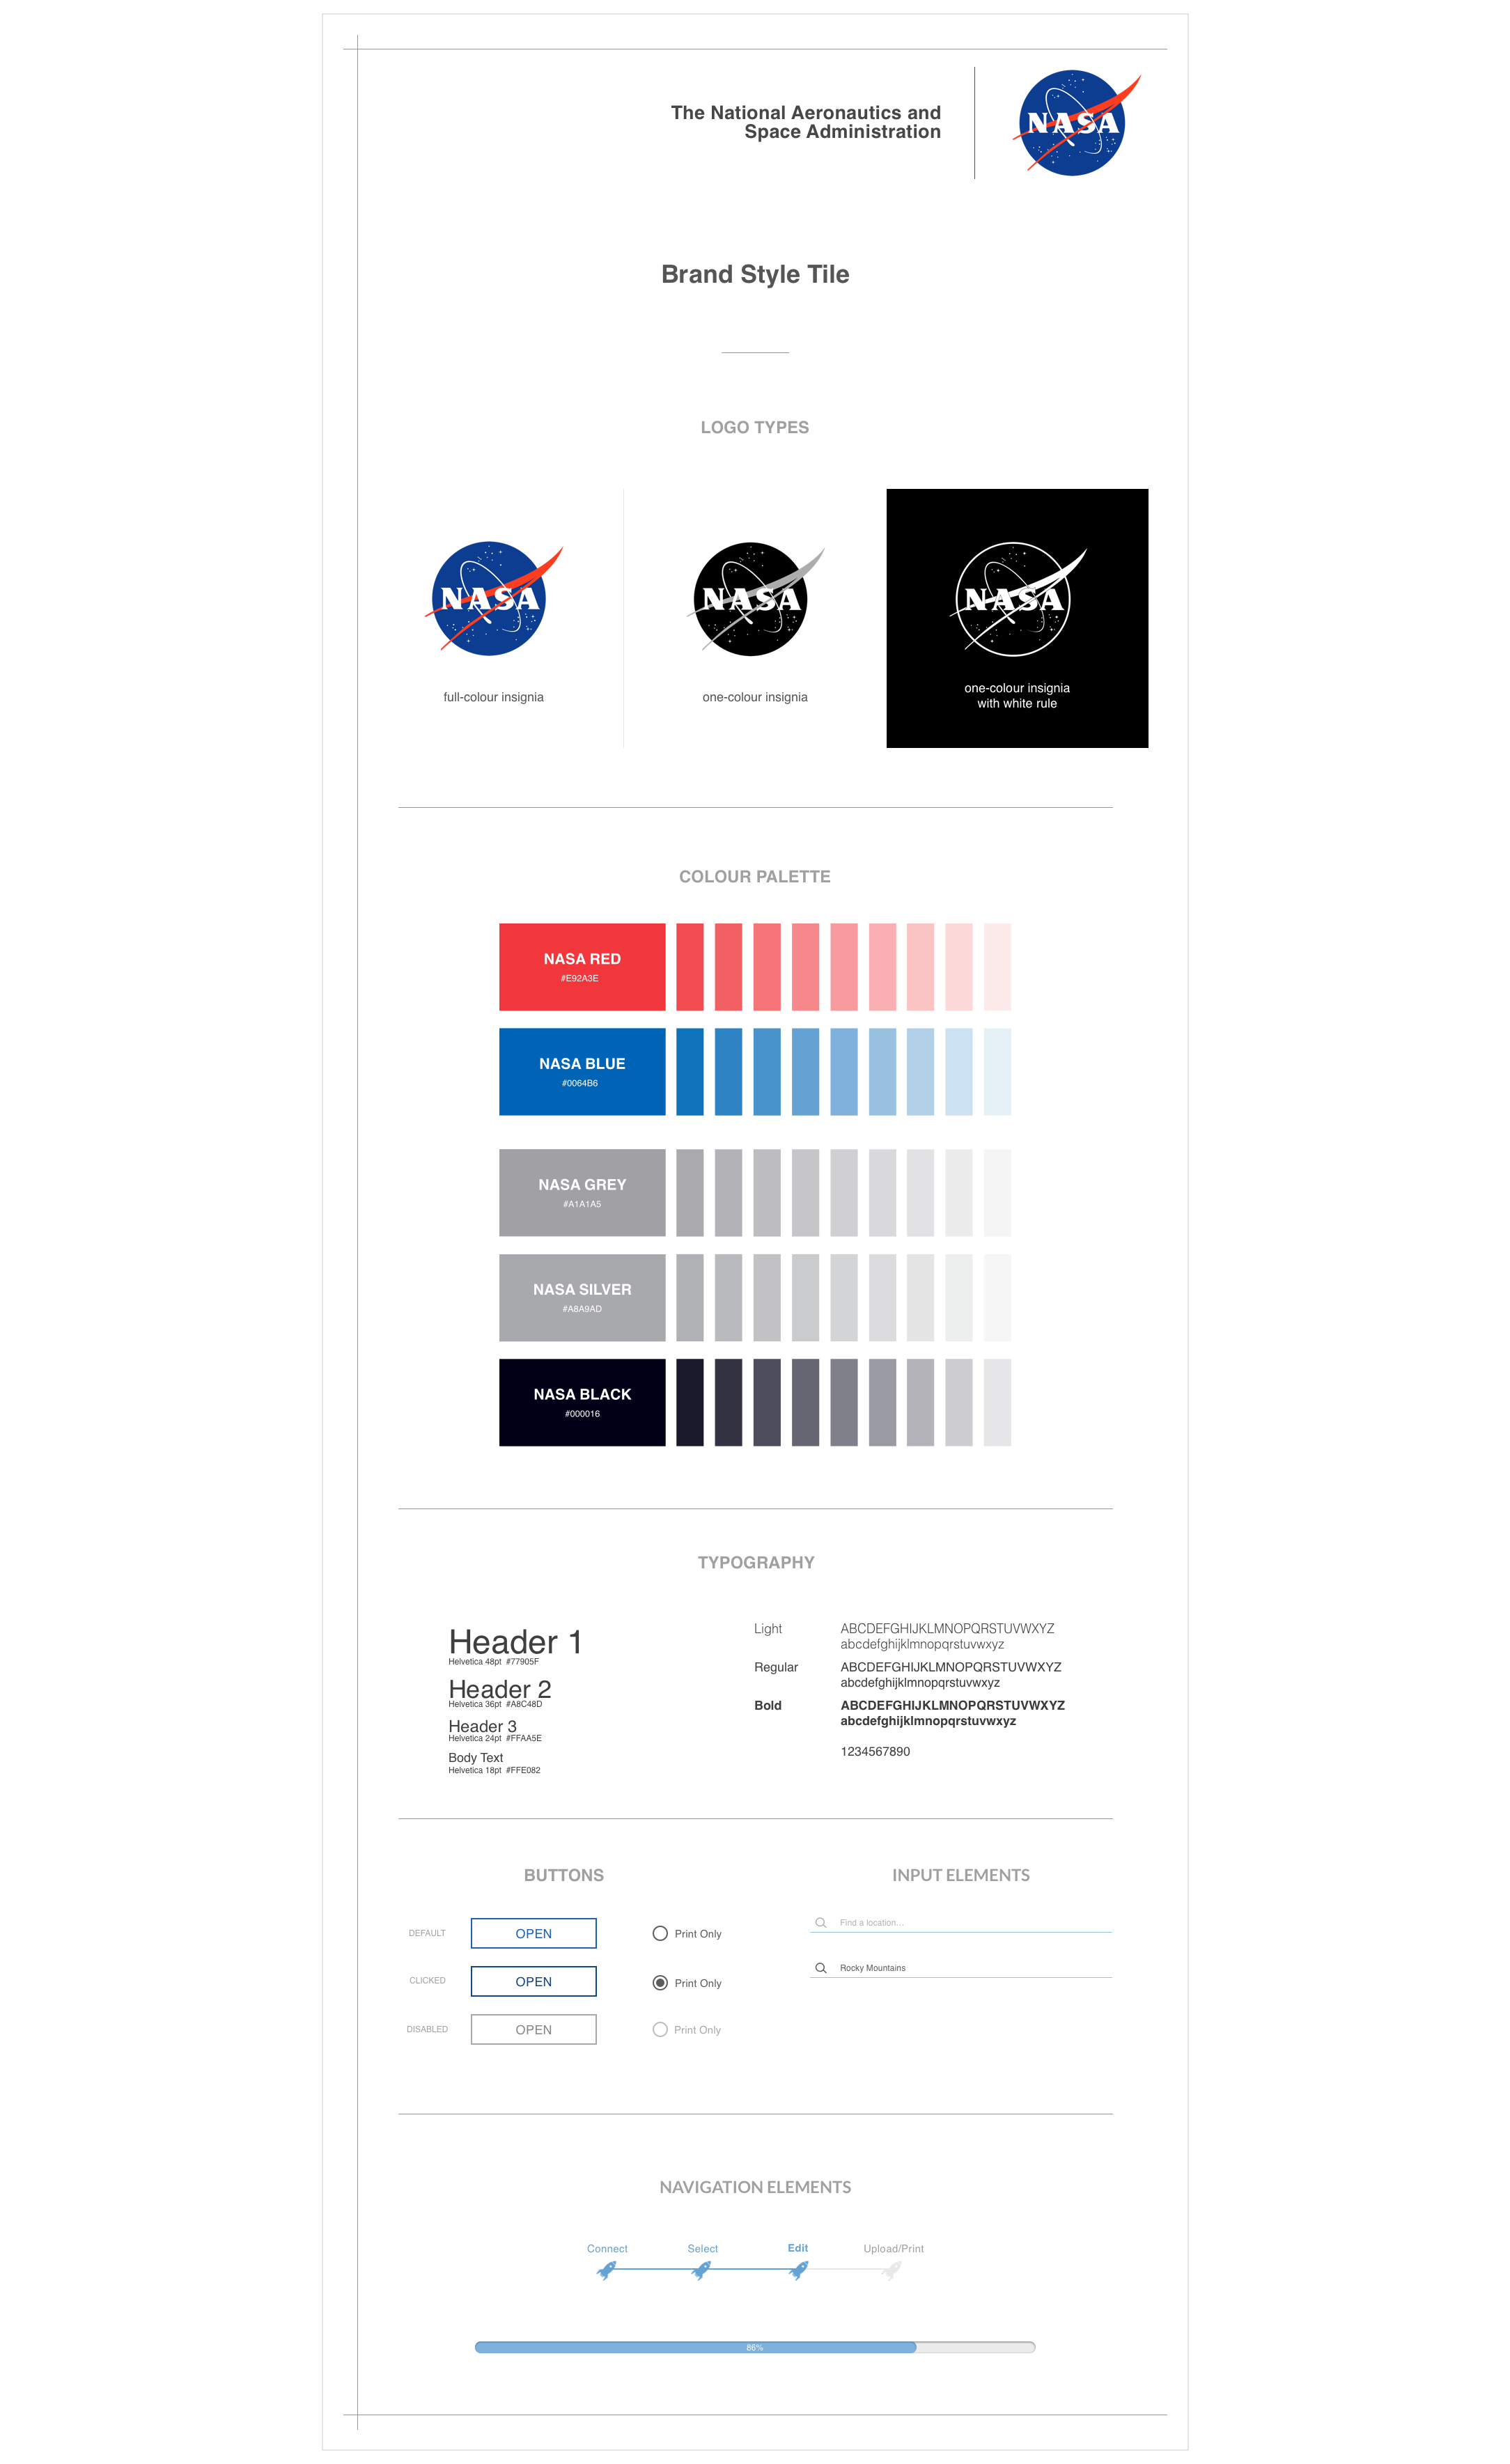 The National Aeronautics and
Space Administration
NASA
Brand Style Tile
LOGO TYPES
NASA
NASA
NASA
full-colour insignia
one-colour insignia
one-colour insignia
with white rule
COLOUR PALETTE
NASA RED
#E92A3E
NASA BLUE
#0064B6
NASA GREY
#A1A1A5
NASA SILVER
#A8A9AD
NASA BLACK
#000016
TYPOGRAPHY
Header 1
Helvetica 48pt #77905F
Header 2
Helvetica 36pt #A8C48D
Header 3
Helvetica 24pt #FFAA5E
Body Text
Helvetica 18pt #FFE082
Light
ABCDEFGHIJKLMNOPQRSTUVWXYZ
abcdefghijklmnopqrstuvwxyz
Regular
ABCDEFGHIJKLMNOPQRSTUVWXYZ
abcdefghijklmnopqrstuvwxyz
Bold
ABCDEFGHIJKLMNOPQRSTUVWXYZ
abcdefghijklmnopqrstuvwxyz
1234567890
BUTTONS
DEFAULT
OPEN
Print Only
CLICKED
OPEN
Print Only
DISABLED
OPEN
Print Only
INPUT ELEMENTS
Find a location...
Rocky Mountains
NAVIGATION ELEMENTS
Connect
Select
Edit
Upload/Print
86%